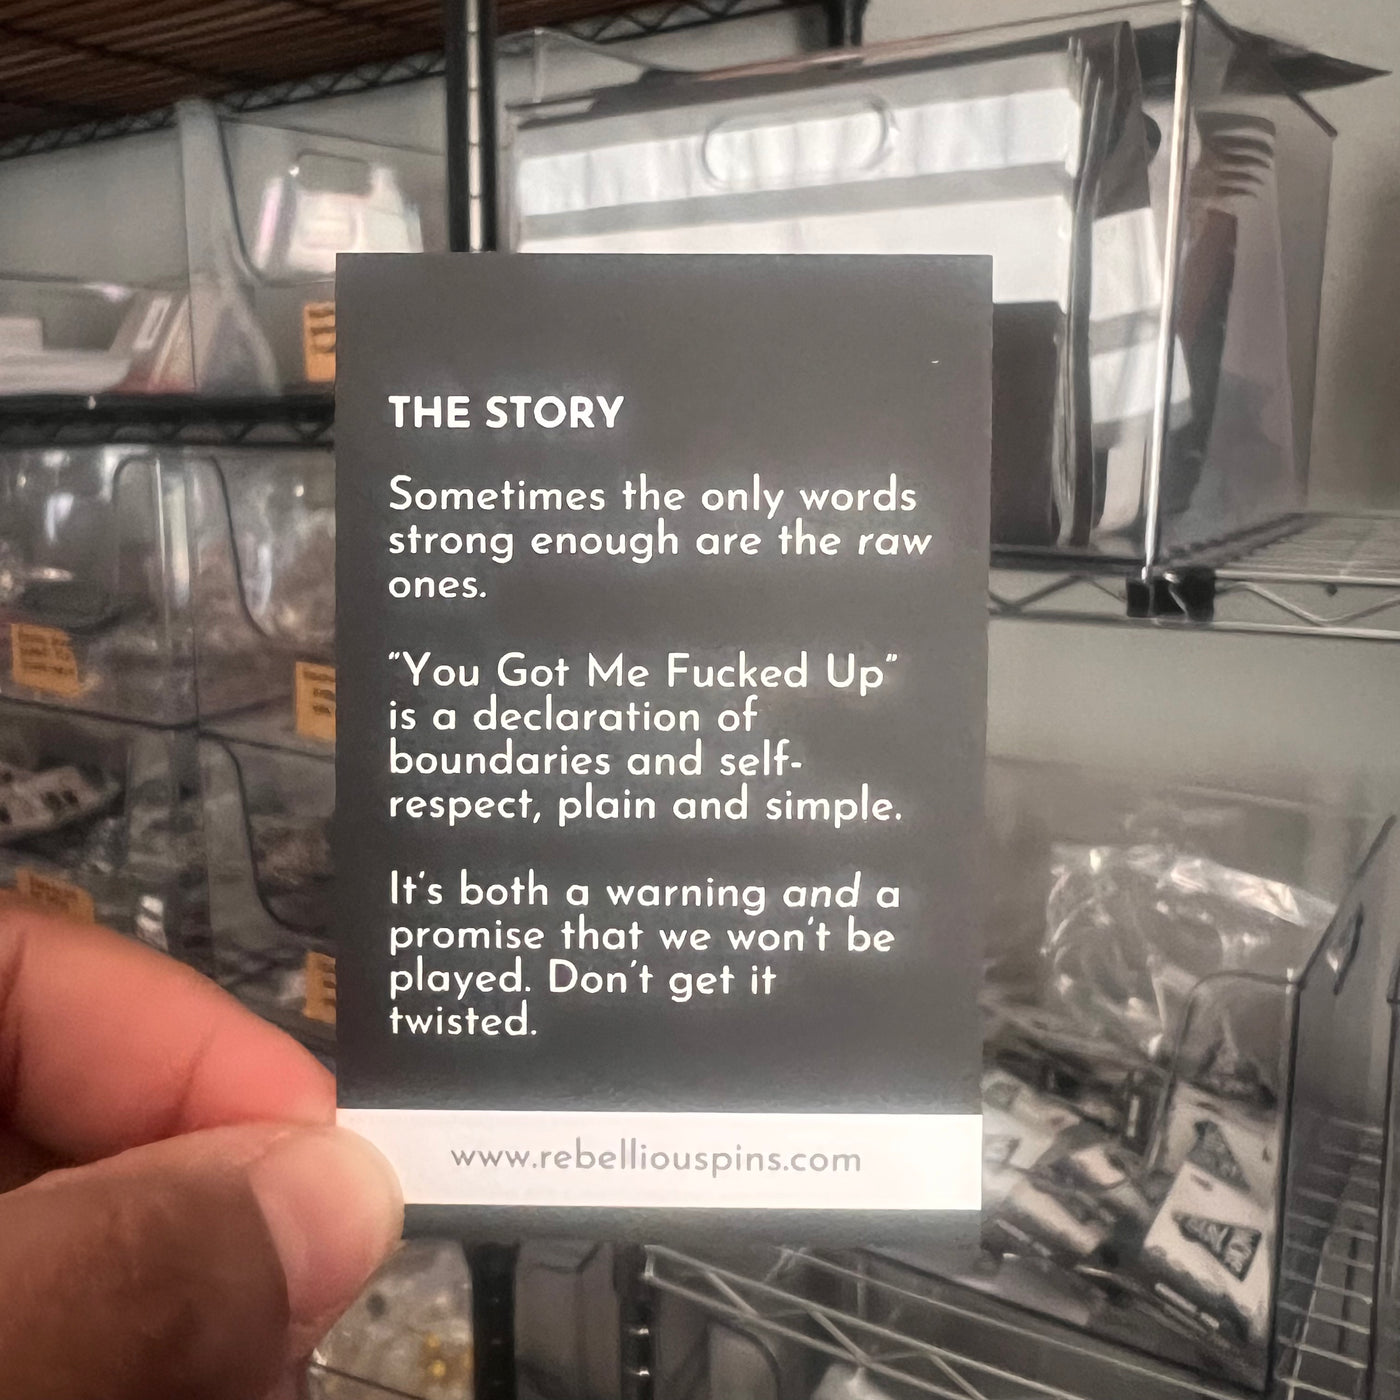 THE STORY
Sometimes the only words
strong enough are the raw
ones.
"You Got Me Fucked Up"
is a declaration of
boundaries and self-
respect, plain and simple.
It's both a warning and a
promise that we won't be
played. Don't get it
twisted.
www.rebelliouspins.com